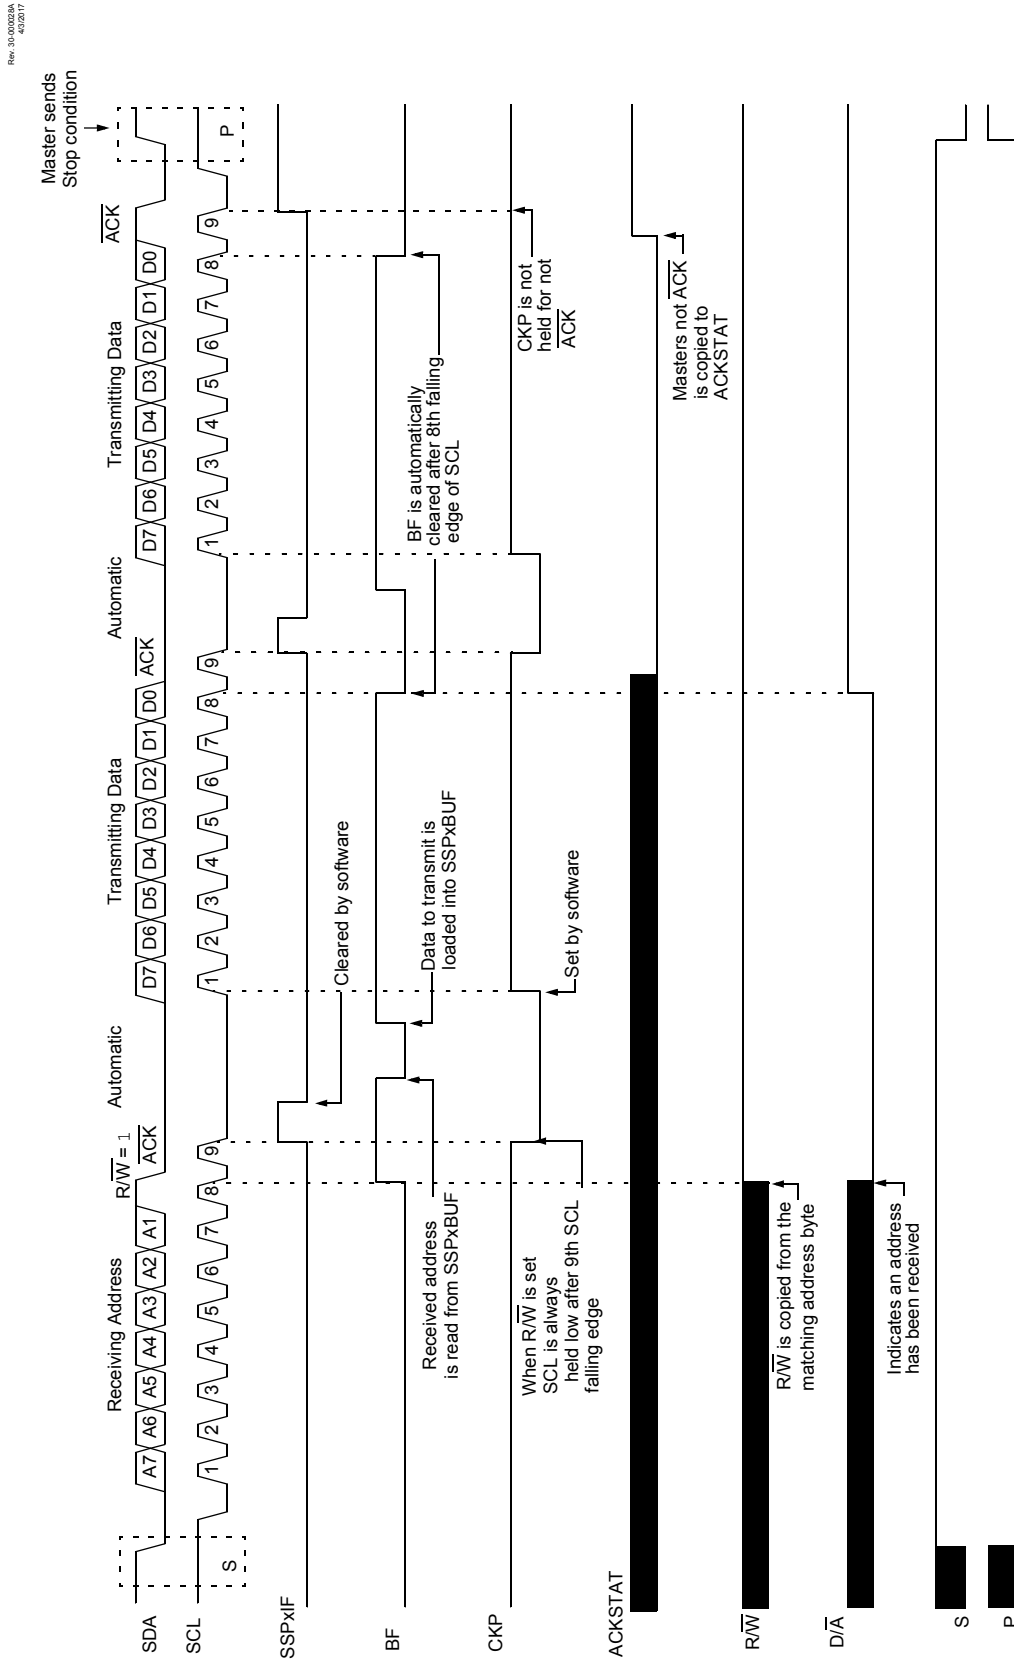 Rev. 30-000028A
4/3/2017
Master sends
Stop condition
Receiving Address
R/W̅ = 1
Automatic
Transmitting Data
Automatic
Transmitting Data
A̅C̅K̅
SDA
A7 A6 A5 A4 A3 A2 A1
A̅C̅K̅
D7 D6 D5 D4 D3 D2 D1 D0
A̅C̅K̅
D7 D6 D5 D4 D3 D2 D1 D0
SCL
S
1 2 3 4 5 6 7 8 9
1 2 3 4 5 6 7 8 9
1 2 3 4 5 6 7 8 9
P
SSPxIF
Cleared by software
BF
Received address
is read from SSPxBUF
Data to transmit is
loaded into SSPxBUF
BF is automatically
cleared after 8th falling
edge of SCL
CKP
When R/W̅ is set
SCL is always
held low after 9th SCL
falling edge
Set by software
CKP is not
held for not
A̅C̅K̅
ACKSTAT
Masters not A̅C̅K̅
is copied to
ACKSTAT
R/W̅
R/W̅ is copied from the
matching address byte
D/A̅
Indicates an address
has been received
S
P